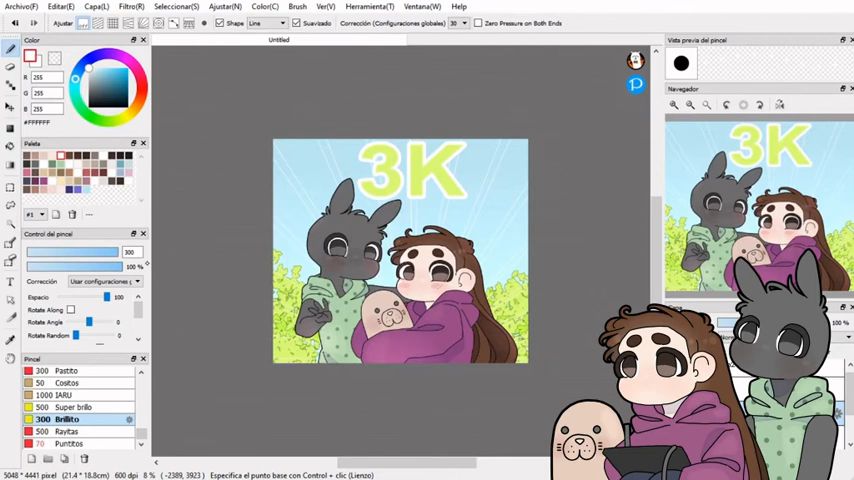 Archivo(F) Editar(E) Capa(L) Filtro(R) Seleccionar(S) Ajustar(N) Color(C) Brush Ver(V) Herramienta(T) Ventana(W) Help
Ajustar Shape Line Suavizado Corrección (Configuraciones globales) 30 Zero Pressure on Both Ends
Color
Untitled
Vista previa del pincel
R 255
G 255
B 255
#FFFFFF
Navegador
Paleta
3K
3K
#1
Control del pincel
300
100 %
Corrección Usar configuraciones g
Espacio 100
Rotate Along
Rotate Angle 0
Rotate Random 0
100 %
Pincel
300 Pastito
50 Costos
1000 IARU
500 Super brilo
300 Brillito
500 Rayitas
70 Puntitos
5048 * 4441 píxel (21.4 * 18.8cm) 600 dpi 8 % (-2389, 3923) Especifica el punto base con Control + clic (Lienzo)